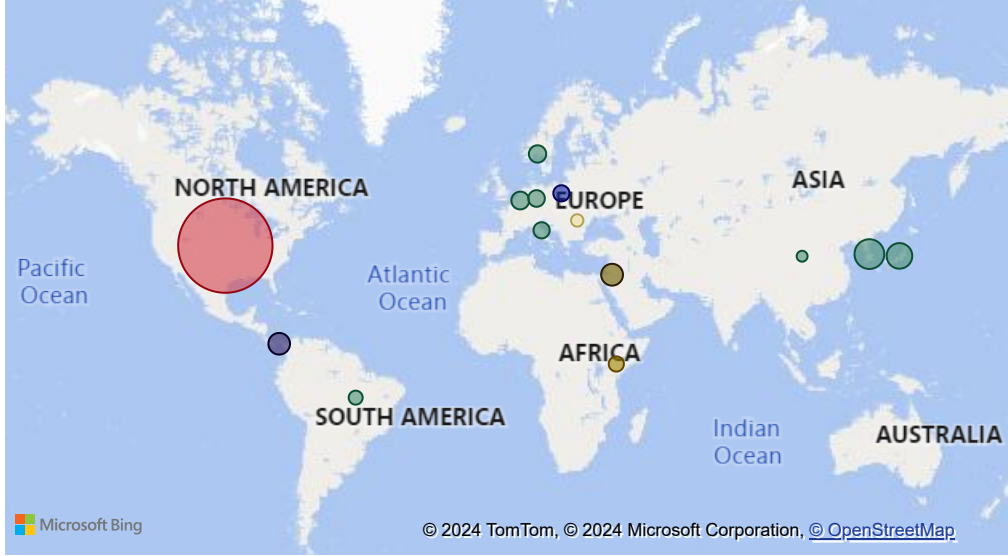 ASIA
NORTH AMERICA
EUROPE
Pacific
Ocean
Atlantic
Ocean
AFRICA
SOUTH AMERICA
Indian
Ocean
AUSTRALIA
Microsoft Bing
© 2024 TomTom, © 2024 Microsoft Corporation, © OpenStreetMap